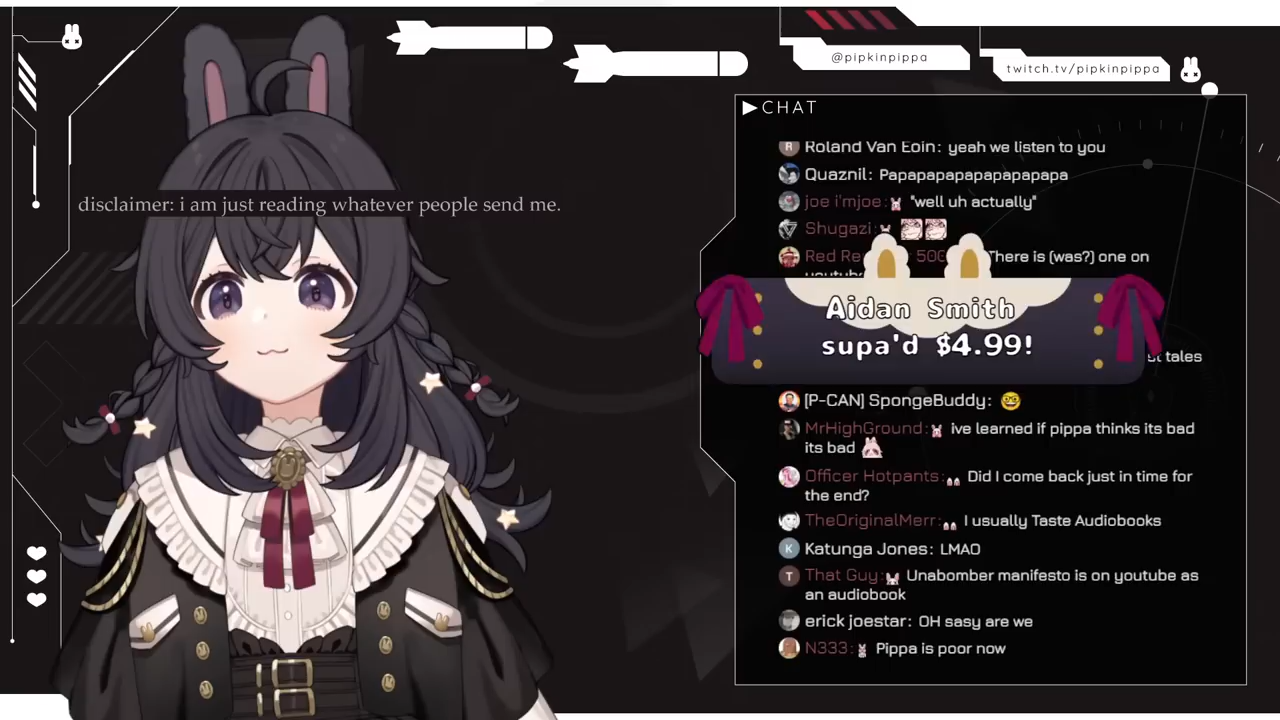 @pipkinpippa
twitch.tv/pipkinpippa
CHAT
disclaimer: i am just reading whatever people send me.
R Roland Van Eoin: yeah we listen to you
Quaznil: Papapapapapapapapapa
joe i'mjoe: "well uh actually"
Shugazi:
Red Re 500 There is (was?) one on
Aidan Smith
supa'd $4.99!
tales
[P-CAN] SpongeBuddy: 🤓
MrHighGround: ive learned if pippa thinks its bad
its bad
Officer Hotpants: Did I come back just in time for
the end?
TheOriginalMerr: I usually Taste Audiobooks
K Katunga Jones: LMAO
T That Guy: Unabomber manifesto is on youtube as
an audiobook
erick joestar: OH sasy are we
N333: Pippa is poor now